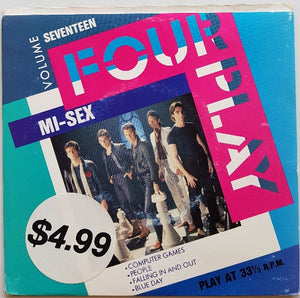 VOLUME SEVENTEEN
FOUR
PLAY
MI-SEX
$4.99
• COMPUTER GAMES
• PEOPLE
• FALLING IN AND OUT
• BLUE DAY
PLAY AT 33⅓ R.P.M.